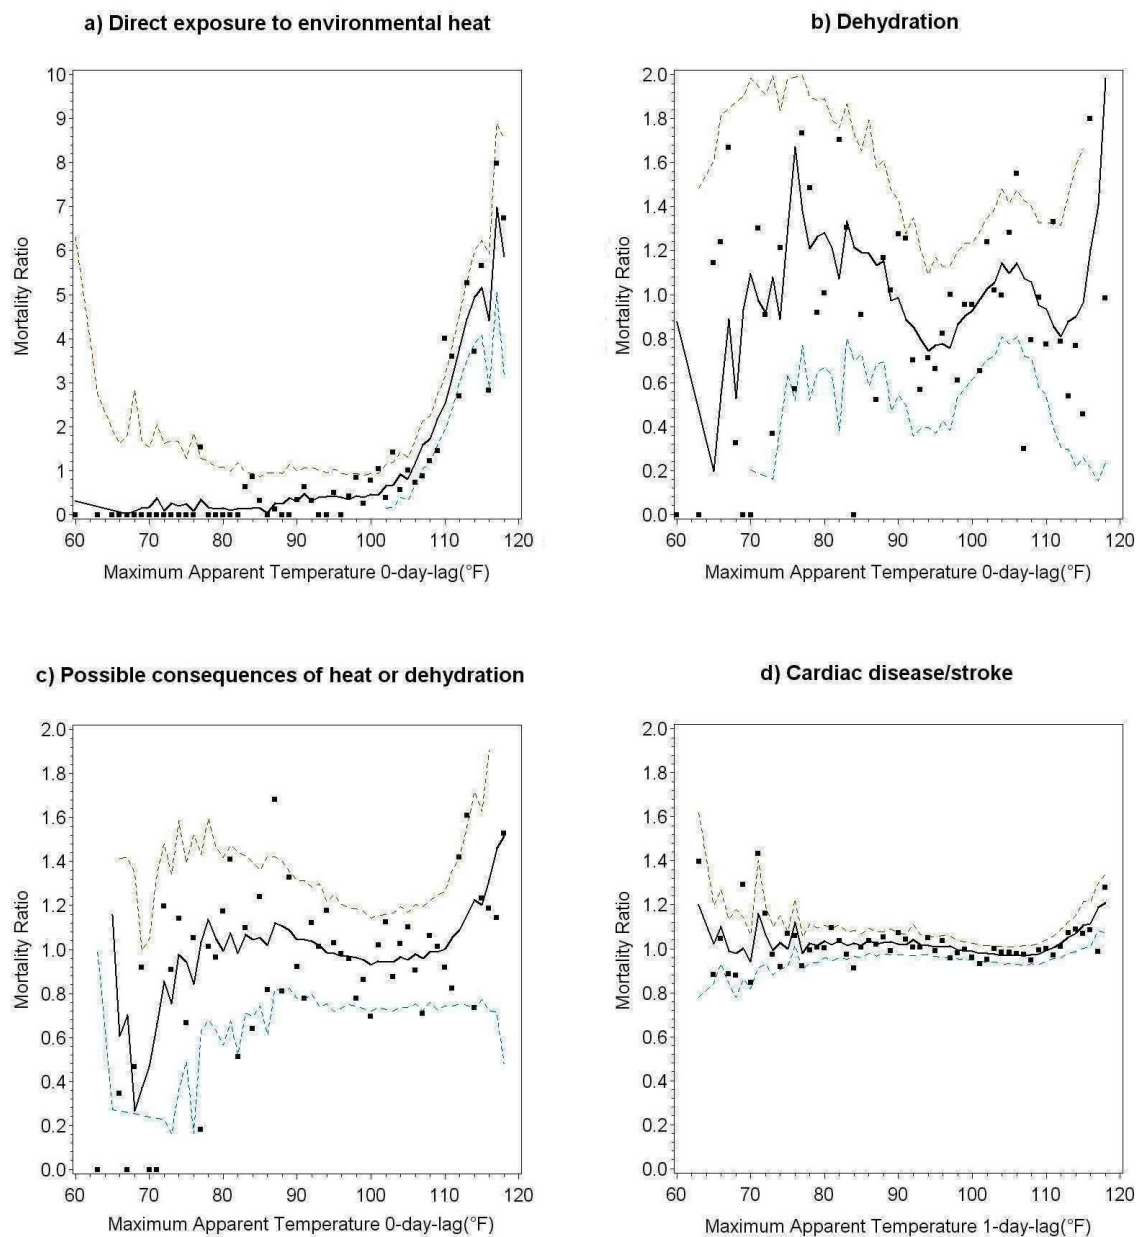 a) Direct exposure to environmental heat
10
9
8
7
6
5
4
3
2
1
0
Mortality Ratio
60 70 80 90 100 110 120
Maximum Apparent Temperature 0-day-lag(°F)
b) Dehydration
2.0
1.8
1.6
1.4
1.2
1.0
0.8
0.6
0.4
0.2
0.0
Mortality Ratio
60 70 80 90 100 110 120
Maximum Apparent Temperature 0-day-lag(°F)
c) Possible consequences of heat or dehydration
2.0
1.8
1.6
1.4
1.2
1.0
0.8
0.6
0.4
0.2
0.0
Mortality Ratio
60 70 80 90 100 110 120
Maximum Apparent Temperature 0-day-lag(°F)
d) Cardiac disease/stroke
2.0
1.8
1.6
1.4
1.2
1.0
0.8
0.6
0.4
0.2
0.0
Mortality Ratio
60 70 80 90 100 110 120
Maximum Apparent Temperature 1-day-lag(°F)